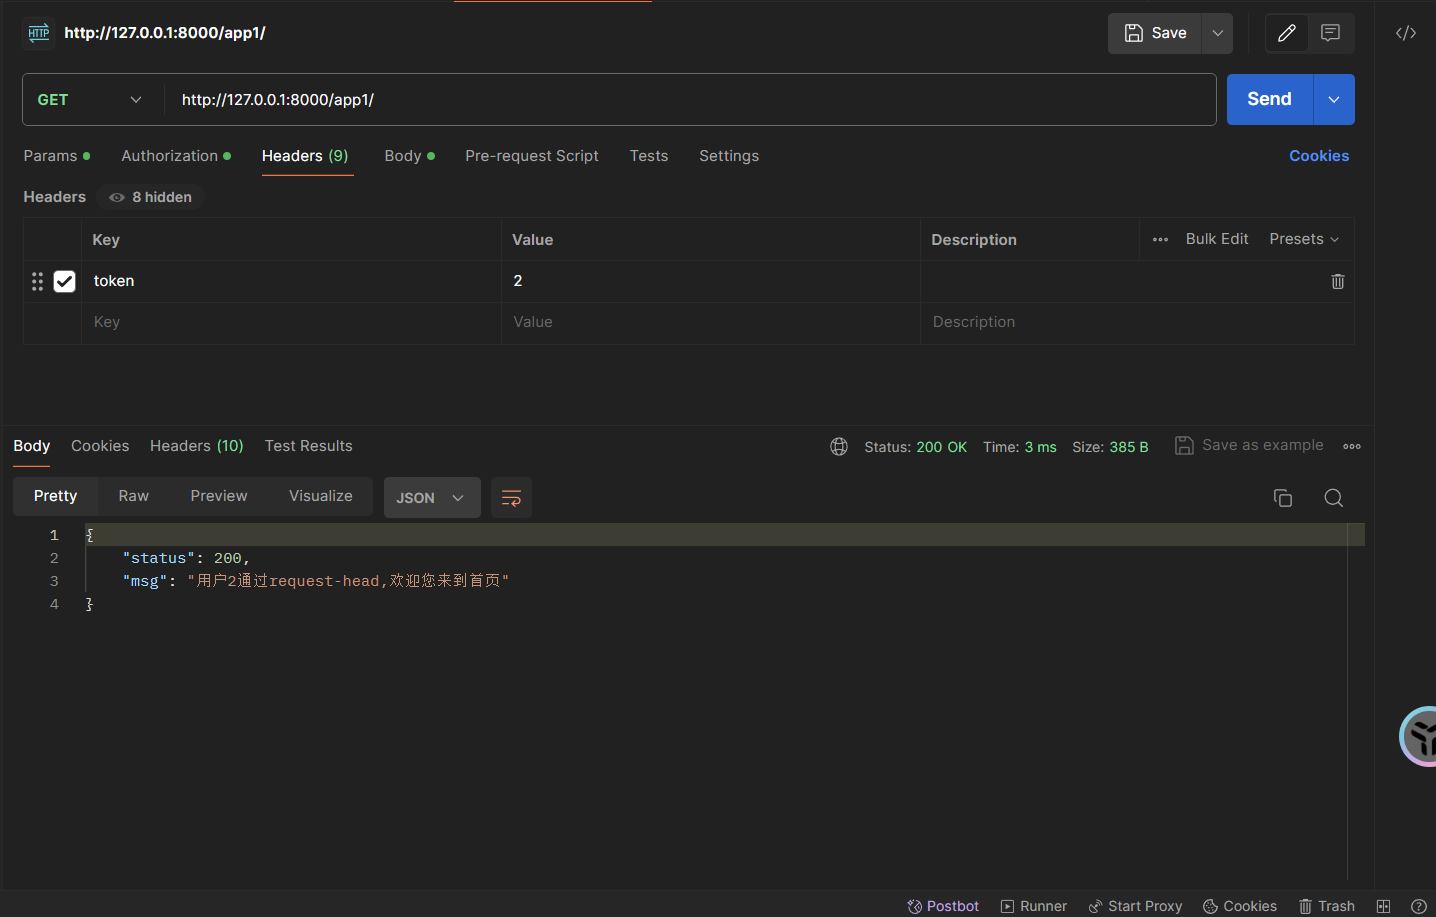 HTTP
http://127.0.0.1:8000/app1/
Save
GET
http://127.0.0.1:8000/app1/
Send
Params
Authorization
Headers (9)
Body
Pre-request Script
Tests
Settings
Cookies
Headers
8 hidden
Key
Value
Description
Bulk Edit
Presets
token
2
Key
Value
Description
Body
Cookies
Headers (10)
Test Results
Status: 200 OK
Time: 3 ms
Size: 385 B
Save as example
Pretty
Raw
Preview
Visualize
JSON
1 {
2 "status": 200,
3 "msg": "用户2通过request-head,欢迎您来到首页"
4 }
Postbot
Runner
Start Proxy
Cookies
Trash